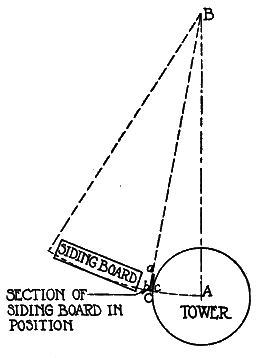 B
SIDING BOARD
a
b c
C
A
TOWER
SECTION OF
SIDING BOARD IN
POSITION